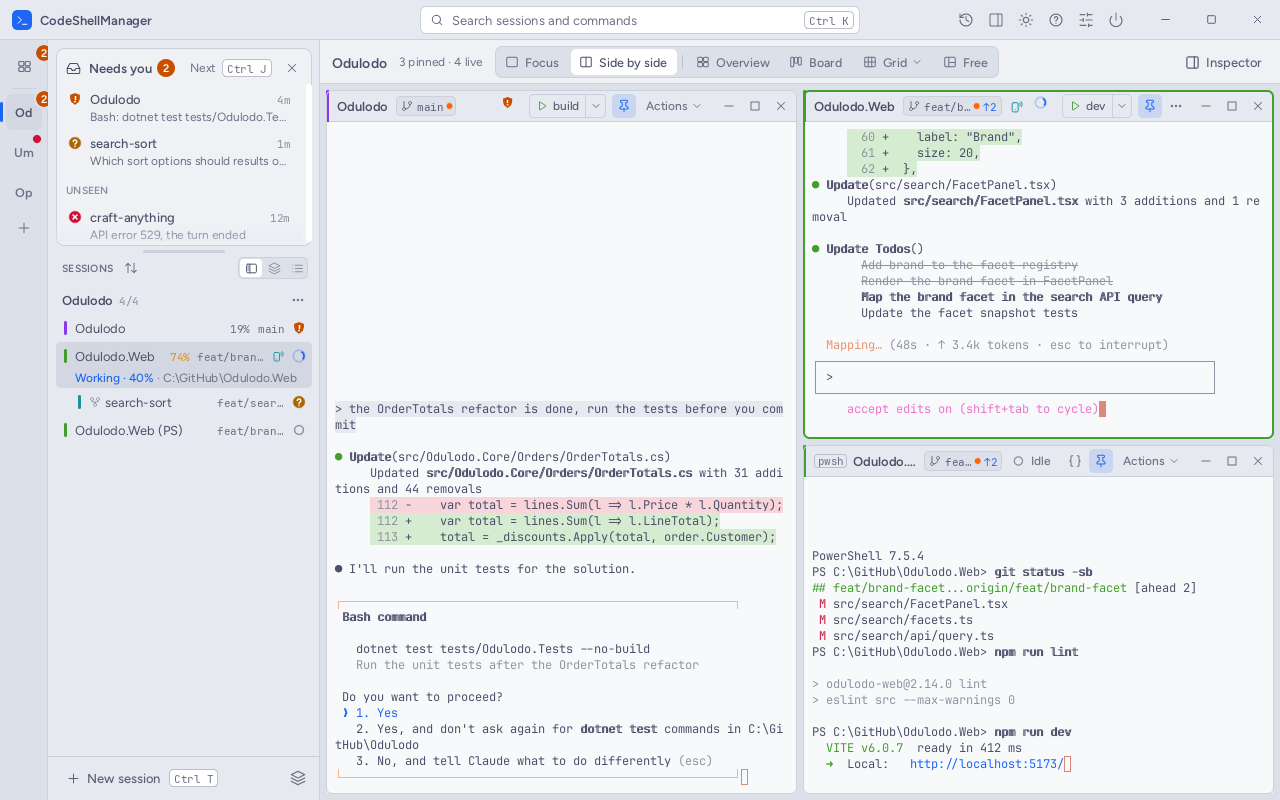 CodeShellManager
Search sessions and commands
Ctrl K
2
2
Od
Um
Op
Needs you 2 Next Ctrl J
Odulodo 4m
Bash: dotnet test tests/Odulodo.Te…
search-sort 1m
Which sort options should results o…
UNSEEN
craft-anything 12m
API error 529, the turn ended
SESSIONS
Odulodo 4/4
Odulodo 19% main
Odulodo.Web 74% feat/bran…
Working · 40% · C:\GitHub\Odulodo.Web
search-sort feat/sear…
Odulodo.Web (PS) feat/bran…
New session Ctrl T
Odulodo 3 pinned · 4 live
Focus Side by side Overview Board Grid Free
Inspector
Odulodo main build Actions
> the OrderTotals refactor is done, run the tests before you com
mit
Update(src/Odulodo.Core/Orders/OrderTotals.cs)
Updated src/Odulodo.Core/Orders/OrderTotals.cs with 31 addi
tions and 44 removals
112 - var total = lines.Sum(l => l.Price * l.Quantity);
112 + var total = lines.Sum(l => l.LineTotal);
113 + total = _discounts.Apply(total, order.Customer);
● I'll run the unit tests for the solution.
Bash command
dotnet test tests/Odulodo.Tests --no-build
Run the unit tests after the OrderTotals refactor
Do you want to proceed?
❯ 1. Yes
2. Yes, and don't ask again for dotnet test commands in C:\Gi
tHub\Odulodo
3. No, and tell Claude what to do differently (esc)
Odulodo.Web feat/b… ↑2 dev
60 + label: "Brand",
61 + size: 20,
62 + },
● Update(src/search/FacetPanel.tsx)
Updated src/search/FacetPanel.tsx with 3 additions and 1 re
moval
● Update Todos()
Add brand to the facet registry
Render the brand facet in FacetPanel
Map the brand facet in the search API query
Update the facet snapshot tests
Mapping… (48s · ↑ 3.4k tokens · esc to interrupt)
>
accept edits on (shift+tab to cycle)
pwsh Odulodo.… fea… ↑2 Idle {} Actions
PowerShell 7.5.4
PS C:\GitHub\Odulodo.Web> git status -sb
## feat/brand-facet...origin/feat/brand-facet [ahead 2]
M src/search/FacetPanel.tsx
M src/search/facets.ts
M src/search/api/query.ts
PS C:\GitHub\Odulodo.Web> npm run lint
> odulodo-web@2.14.0 lint
> eslint src --max-warnings 0
PS C:\GitHub\Odulodo.Web> npm run dev
VITE v6.0.7 ready in 412 ms
➜ Local: http://localhost:5173/